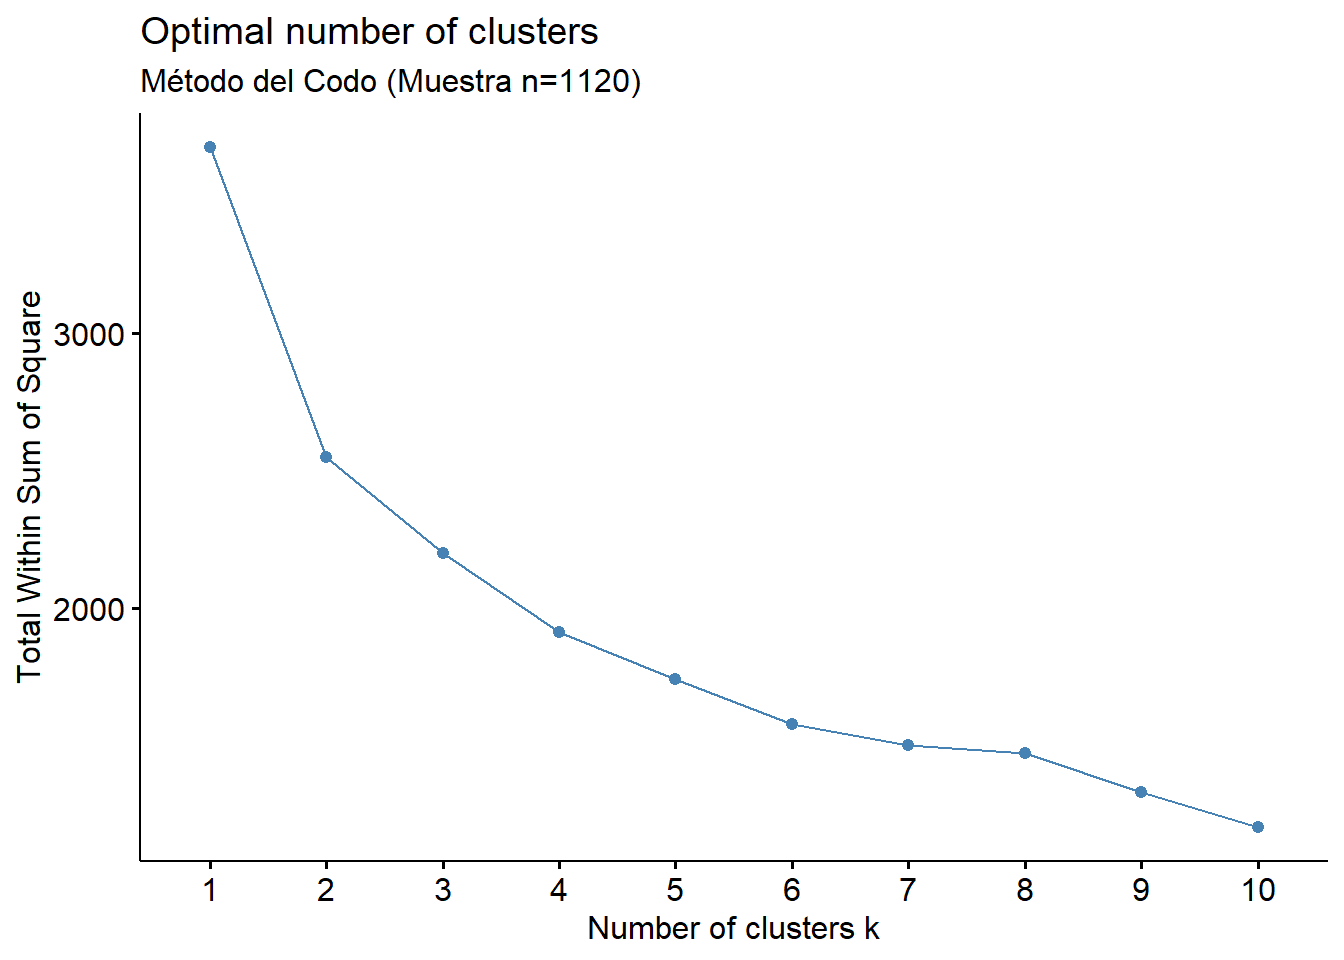 Optimal number of clusters
Método del Codo (Muestra n=1120)
Total Within Sum of Square
3000
2000
1 2 3 4 5 6 7 8 9 10
Number of clusters k